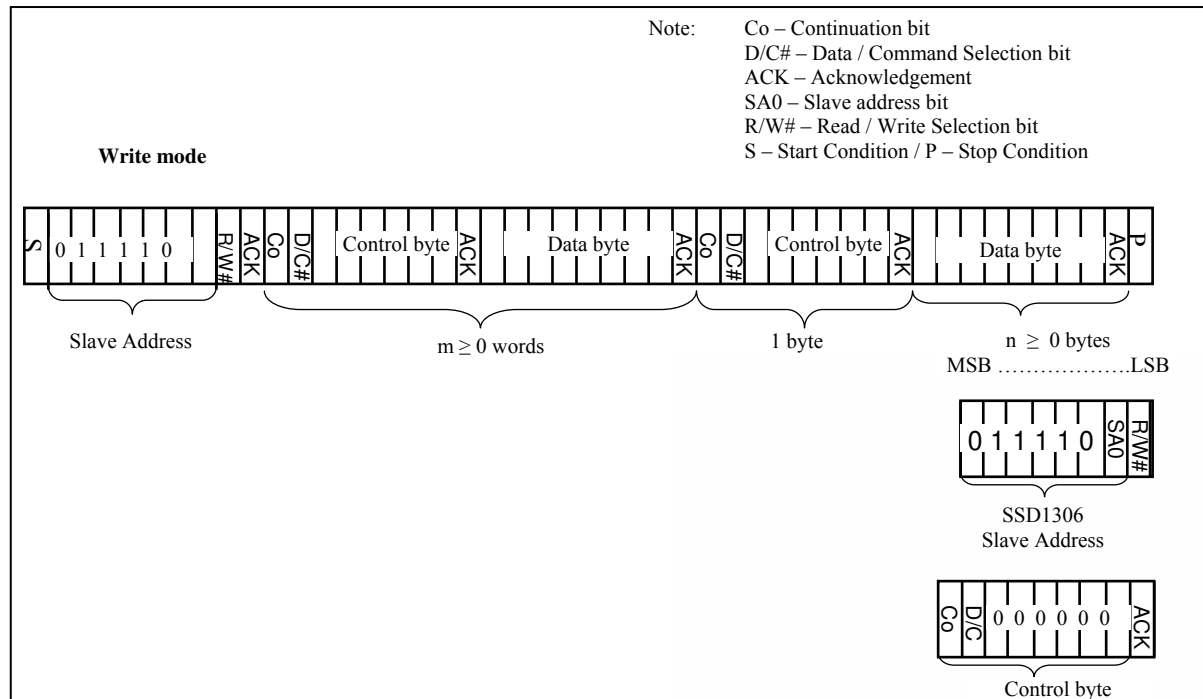 Note: Co – Continuation bit
D/C# – Data / Command Selection bit
ACK – Acknowledgement
SA0 – Slave address bit
R/W# – Read / Write Selection bit
S – Start Condition / P – Stop Condition
Write mode
S 0 1 1 1 1 0 R/W# ACK Co D/C# Control byte ACK Data byte ACK Co D/C# Control byte ACK Data byte ACK P
Slave Address m ≥ 0 words 1 byte n ≥ 0 bytes
MSB ………………….LSB
0 1 1 1 1 0 SA0 R/W#
SSD1306
Slave Address
Co D/C 0 0 0 0 0 0 ACK
Control byte